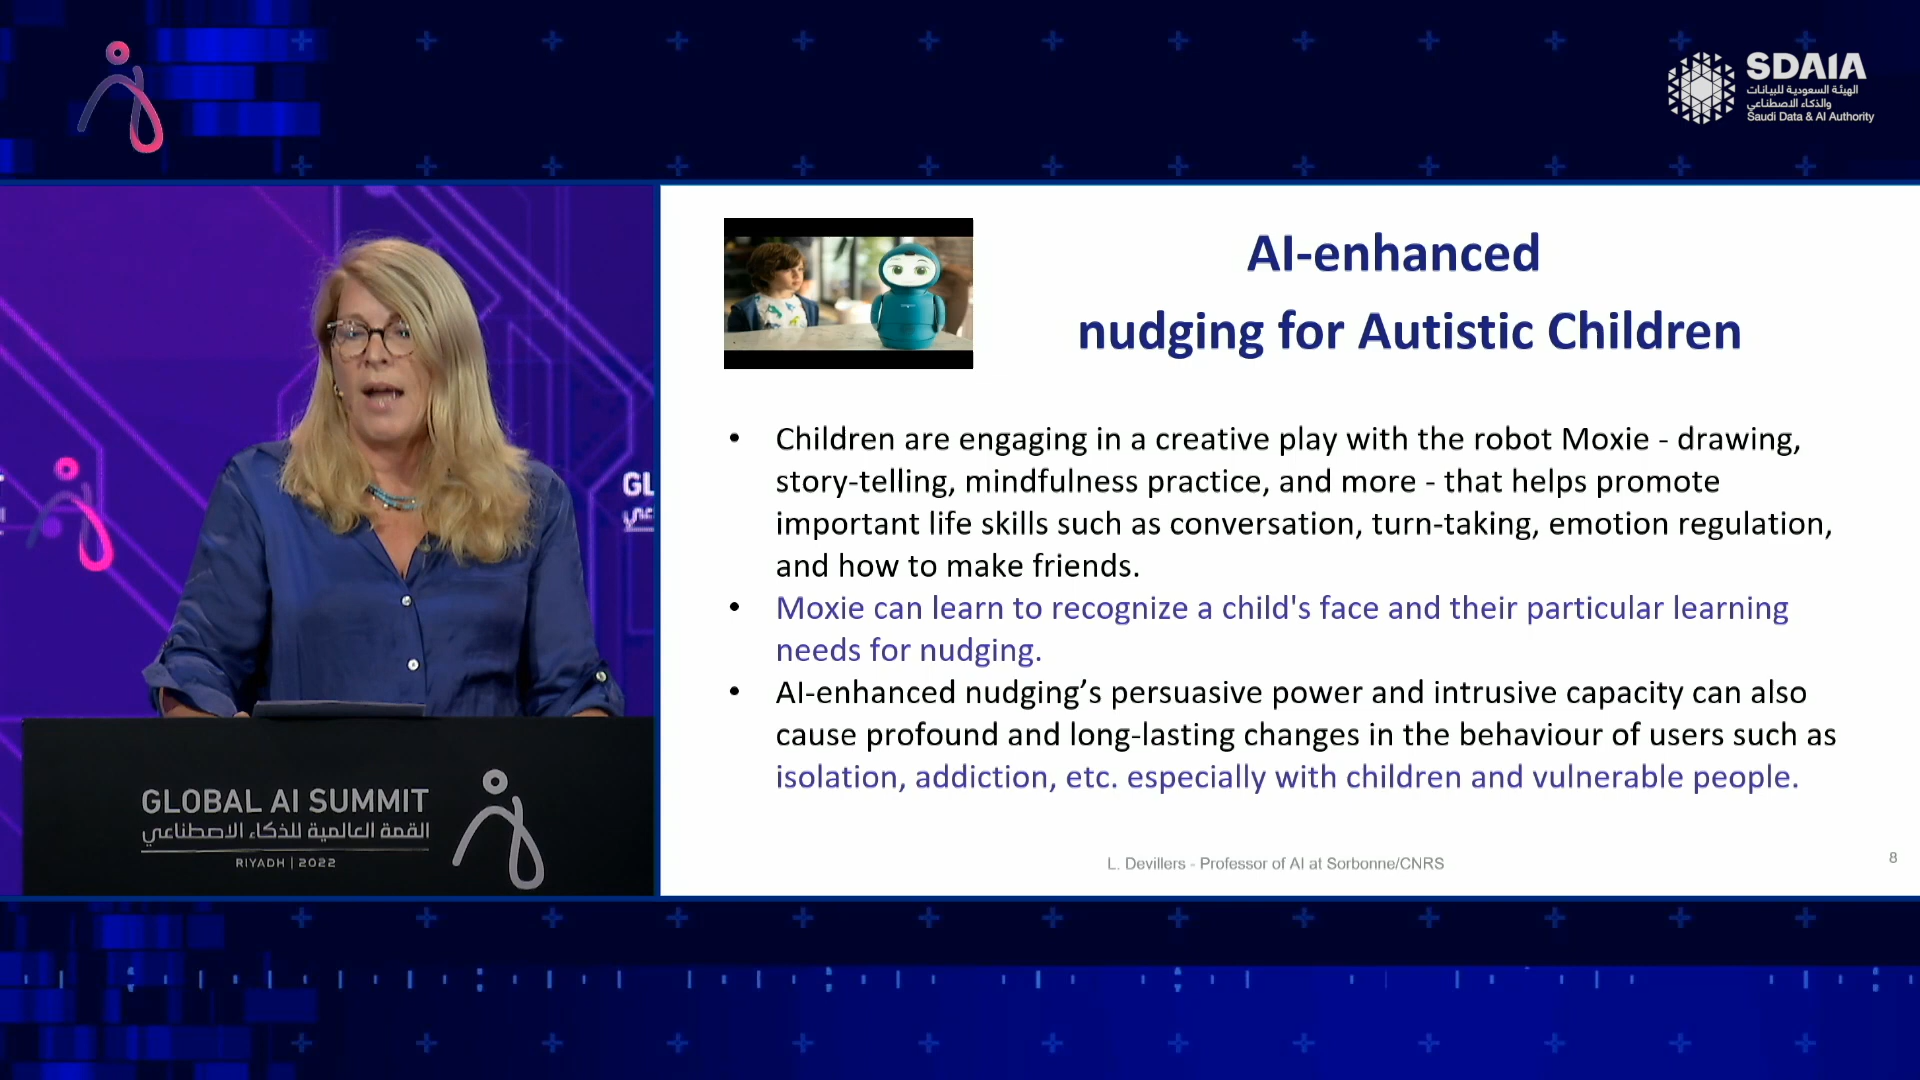 SDAIA
الهيئة السعودية للبيانات
والذكاء الاصطناعي
Saudi Data & AI Authority
AI-enhanced
nudging for Autistic Children
• Children are engaging in a creative play with the robot Moxie - drawing,
story-telling, mindfulness practice, and more - that helps promote
important life skills such as conversation, turn-taking, emotion regulation,
and how to make friends.
• Moxie can learn to recognize a child's face and their particular learning
needs for nudging.
• AI-enhanced nudging’s persuasive power and intrusive capacity can also
cause profound and long-lasting changes in the behaviour of users such as
isolation, addiction, etc. especially with children and vulnerable people.
L. Devillers - Professor of AI at Sorbonne/CNRS
8
GL
GLOBAL AI SUMMIT
القمة العالمية للذكاء الاصطناعي
RIYADH | 2022